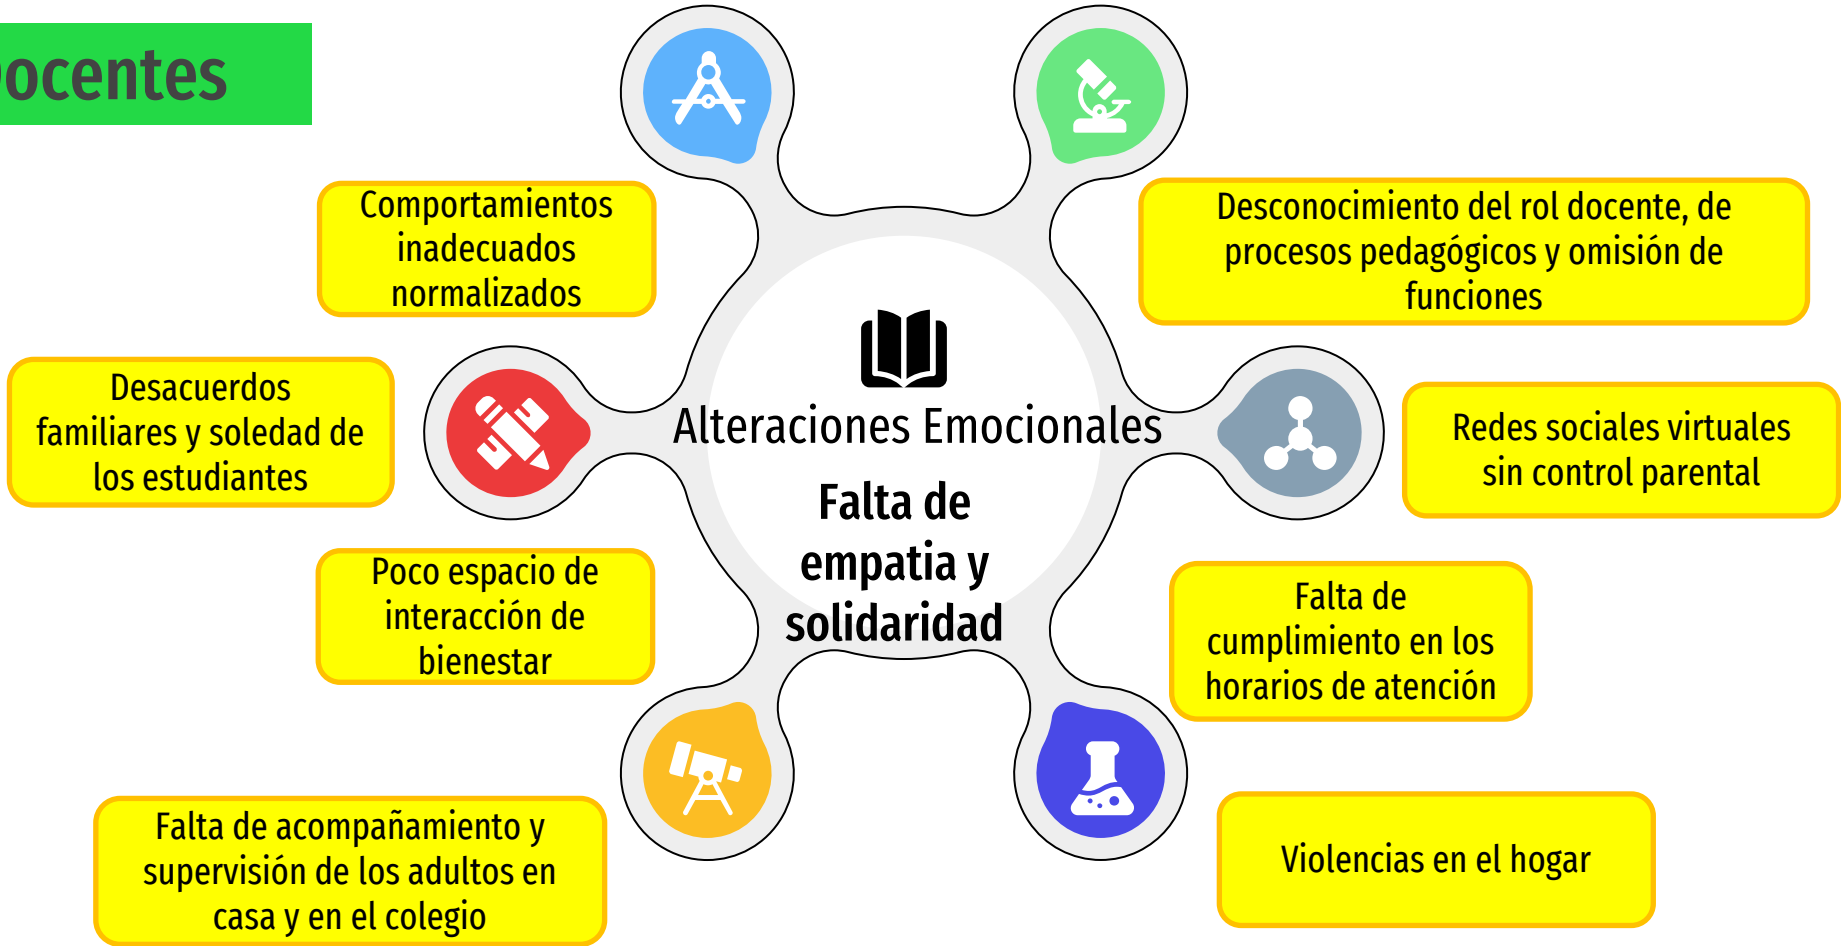 ocentes
Comportamientos
inadecuados
normalizados
Desconocimiento del rol docente, de
procesos pedagógicos y omisión de
funciones
Desacuerdos
familiares y soledad de
los estudiantes
Alteraciones Emocionales
Falta de
empatia y
solidaridad
Redes sociales virtuales
sin control parental
Poco espacio de
interacción de
bienestar
Falta de
cumplimiento en los
horarios de atención
Falta de acompañamiento y
supervisión de los adultos en
casa y en el colegio
Violencias en el hogar